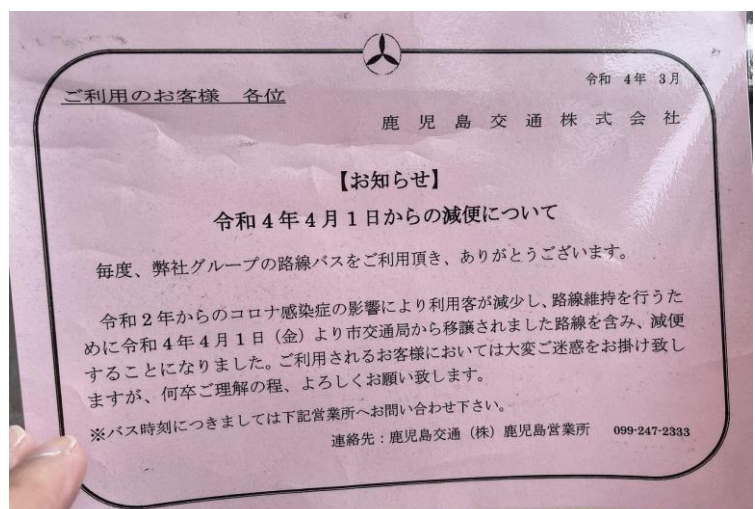 令和 4年 3月
ご利用のお客様 各位
鹿児島交通株式会社
【お知らせ】
令和４年４月１日からの減便について
毎度、弊社グループの路線バスをご利用頂き、ありがとうございます。
令和２年からのコロナ感染症の影響により利用客が減少し、路線維持を行うた
めに令和４年４月１日（金）より市交通局から移譲されました路線を含み、減便
することになりました。ご利用されるお客様においては大変ご迷惑をお掛け致し
ますが、何卒ご理解の程、よろしくお願い致します。
※バス時刻につきましては下記営業所へお問い合わせ下さい。
連絡先：鹿児島交通（株）鹿児島営業所 099-247-2333